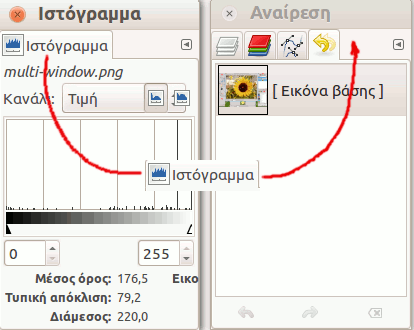 Ιστόγραμμα
Ιστόγραμμα
multi-window.png
Κανάλι: Τιμή
0 255
Μέσος όρος: 176,5 Εικο
Τυπική απόκλιση: 79,2
Διάμεσος: 220,0
Ιστόγραμμα
Αναίρεση
[ Εικόνα βάσης ]